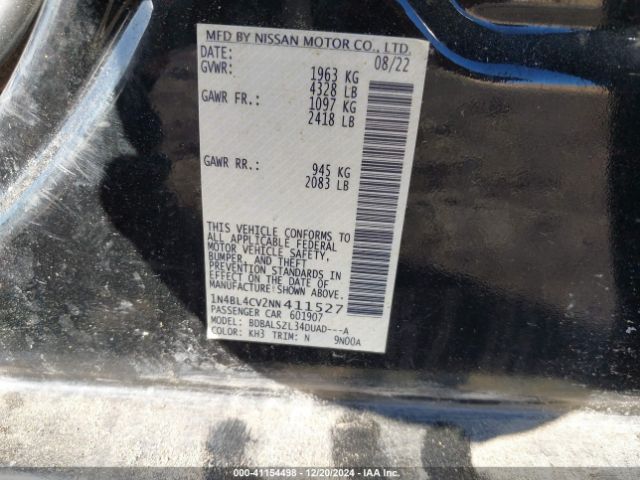 MFD BY NISSAN MOTOR CO., LTD.
DATE: 08/22
GVWR: 1963 KG
4328 LB
GAWR FR.: 1097 KG
2418 LB
GAWR RR.: 945 KG
2083 LB
THIS VEHICLE CONFORMS TO
ALL APPLICABLE FEDERAL
MOTOR VEHICLE SAFETY,
BUMPER, AND THEFT
PREVENTION STANDARDS IN
EFFECT ON THE DATE OF
MANUFACTURE SHOWN ABOVE.
1N4BL4CV2NN411527
PASSENGER CAR 601907
MODEL: BDBALSZL34DUAD---A
COLOR: KH3 TRIM: N 9N00A
000-41154498 - 12/20/2024 - IAA Inc.